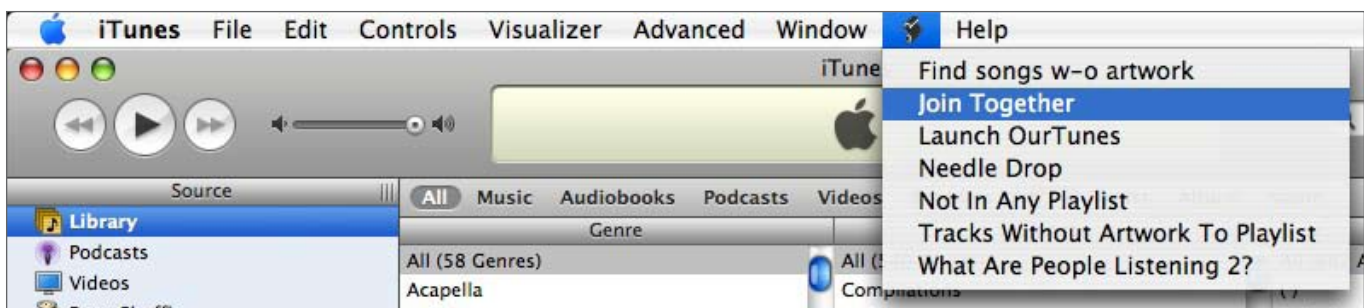 iTunes File Edit Controls Visualizer Advanced Window Help
iTune
Find songs w-o artwork
Join Together
Launch OurTunes
Needle Drop
Not In Any Playlist
Tracks Without Artwork To Playlist
What Are People Listening 2?
Source
All Music Audiobooks Podcasts Videos
Library
Genre
Podcasts
All (58 Genres)
All (
Videos
Acapella
Compilations